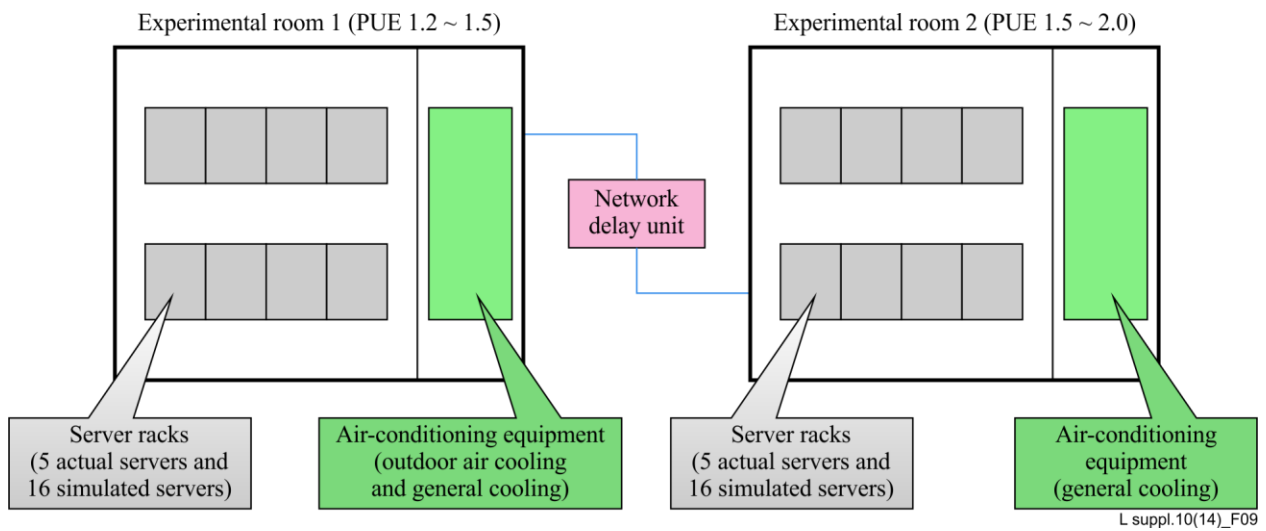 Experimental room 1 (PUE 1.2 ~ 1.5)
Experimental room 2 (PUE 1.5 ~ 2.0)
Network
delay unit
Server racks
(5 actual servers and
16 simulated servers)
Air-conditioning equipment
(outdoor air cooling
and general cooling)
Server racks
(5 actual servers and
16 simulated servers)
Air-conditioning
equipment
(general cooling)
L suppl.10(14)_F09